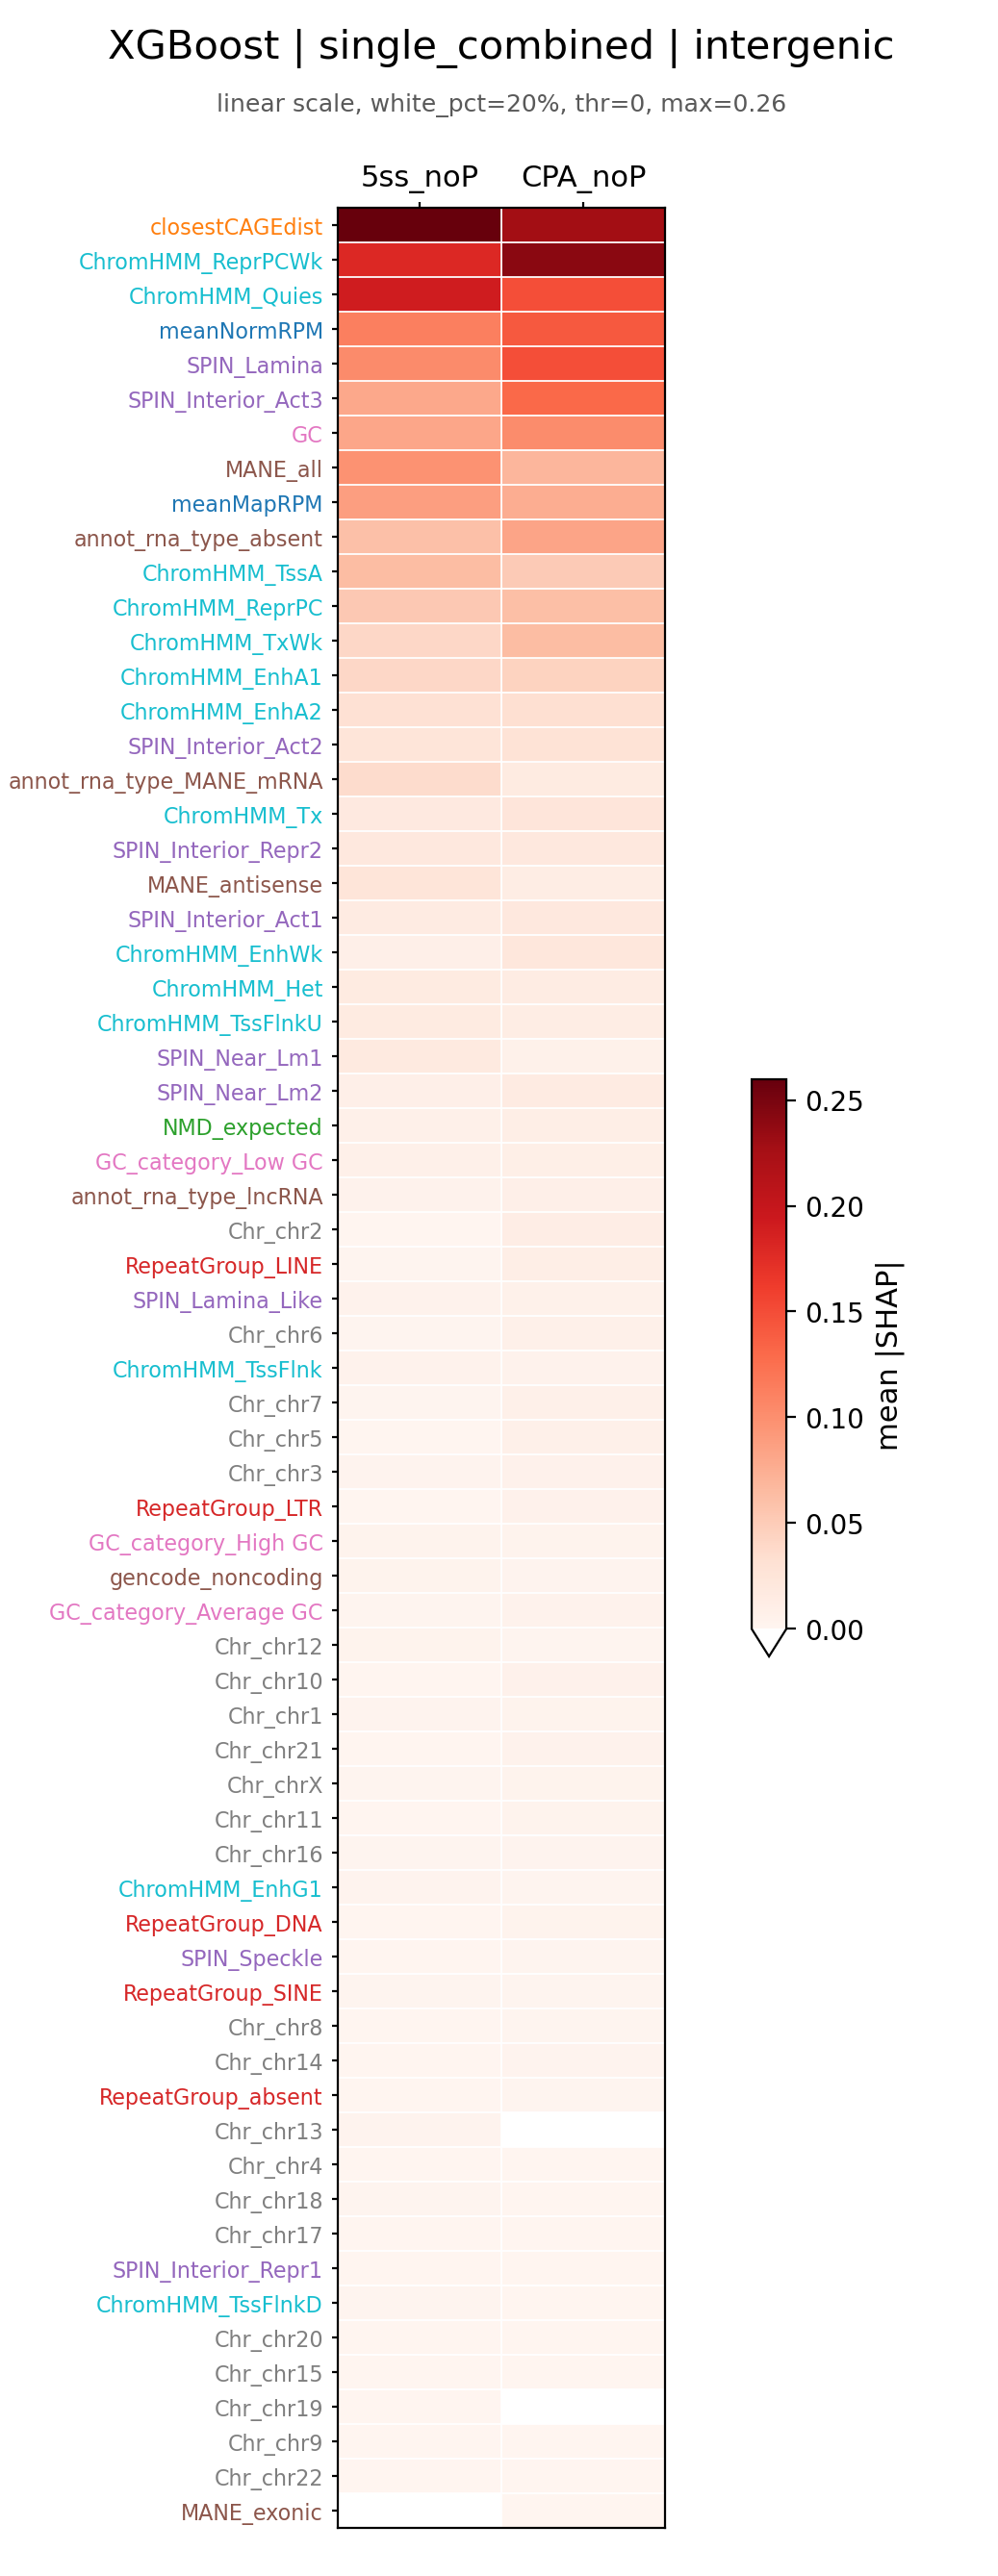 XGBoost | single_combined | intergenic
linear scale, white_pct=20%, thr=0, max=0.26
5ss_noP CPA_noP
closestCAGEdist
ChromHMM_ReprPCWk
ChromHMM_Quies
meanNormRPM
SPIN_Lamina
SPIN_Interior_Act3
GC
MANE_all
meanMapRPM
annot_rna_type_absent
ChromHMM_TssA
ChromHMM_ReprPC
ChromHMM_TxWk
ChromHMM_EnhA1
ChromHMM_EnhA2
SPIN_Interior_Act2
annot_rna_type_MANE_mRNA
ChromHMM_Tx
SPIN_Interior_Repr2
MANE_antisense
SPIN_Interior_Act1
ChromHMM_EnhWk
ChromHMM_Het
ChromHMM_TssFlnkU
SPIN_Near_Lm1
SPIN_Near_Lm2
NMD_expected
GC_category_Low GC
annot_rna_type_lncRNA
Chr_chr2
RepeatGroup_LINE
SPIN_Lamina_Like
Chr_chr6
ChromHMM_TssFlnk
Chr_chr7
Chr_chr5
Chr_chr3
RepeatGroup_LTR
GC_category_High GC
gencode_noncoding
GC_category_Average GC
Chr_chr12
Chr_chr10
Chr_chr1
Chr_chr21
Chr_chrX
Chr_chr11
Chr_chr16
ChromHMM_EnhG1
RepeatGroup_DNA
SPIN_Speckle
RepeatGroup_SINE
Chr_chr8
Chr_chr14
RepeatGroup_absent
Chr_chr13
Chr_chr4
Chr_chr18
Chr_chr17
SPIN_Interior_Repr1
ChromHMM_TssFlnkD
Chr_chr20
Chr_chr15
Chr_chr19
Chr_chr9
Chr_chr22
MANE_exonic
0.25
0.20
0.15
0.10
0.05
0.00
mean |SHAP|